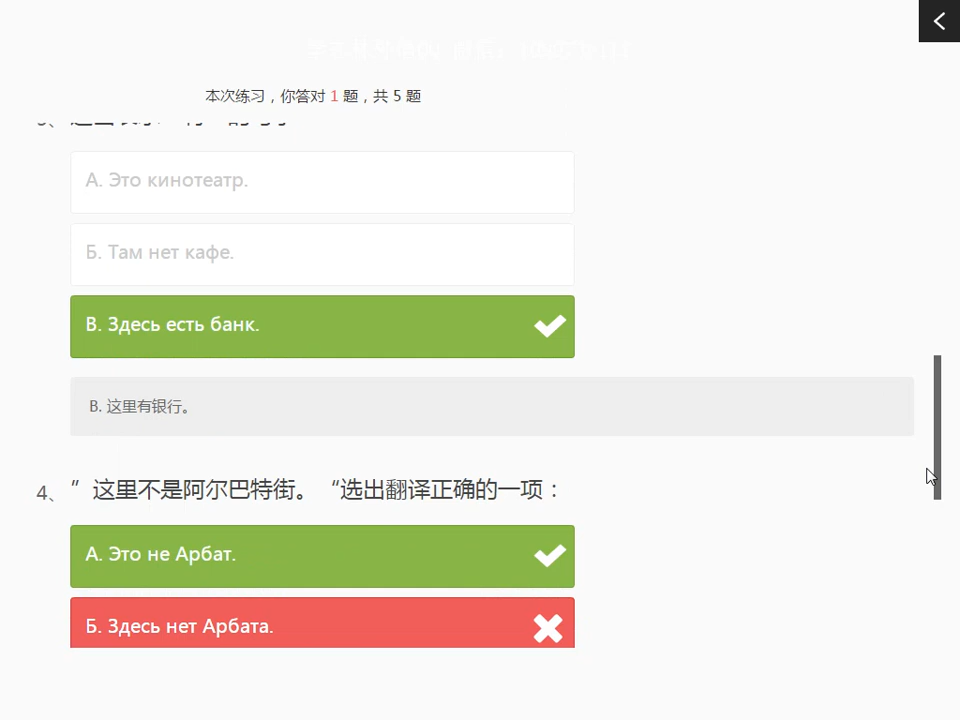 本次练习，你答对 1 题，共 5 题
A. Это кинотеатр.
Б. Там нет кафе.
В. Здесь есть банк.
B. 这里有银行。
4、 ”这里不是阿尔巴特街。“选出翻译正确的一项：
А. Это не Арбат.
Б. Здесь нет Арбата.